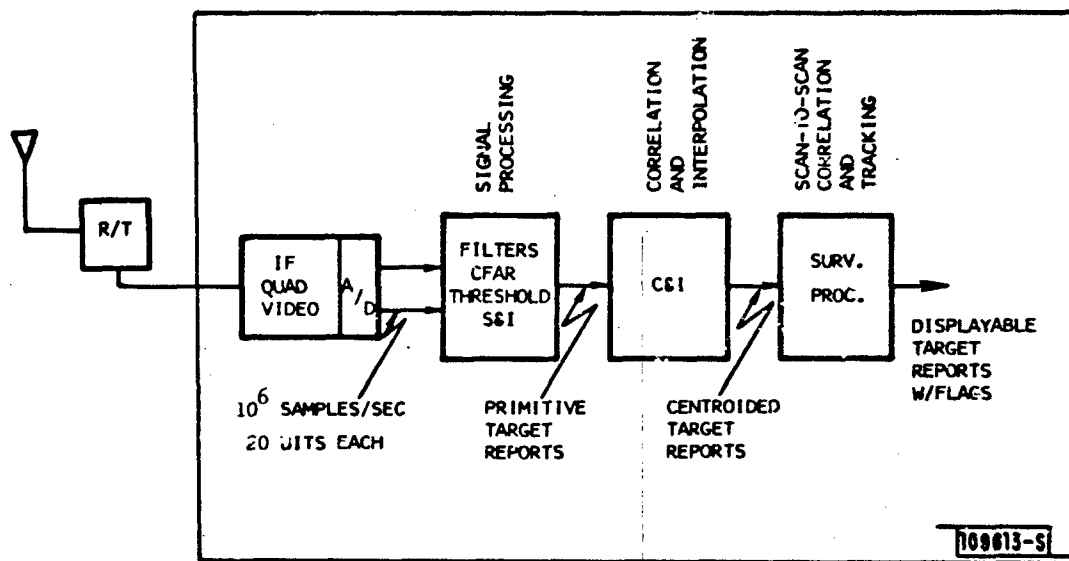 SIGNAL
PROCESSING
CORRELATION
AND
INTERPOLATION
SCAN-TO-SCAN
CORRELATION
AND
TRACKING
R/T
IF
QUAD
VIDEO
A/D
FILTERS
CFAR
THRESHOLD
S&I
C&I
SURV.
PROC.
10^6 SAMPLES/SEC
20 BITS EACH
PRIMITIVE
TARGET
REPORTS
CENTROIDED
TARGET
REPORTS
DISPLAYABLE
TARGET
REPORTS
W/FLAGS
109613-S